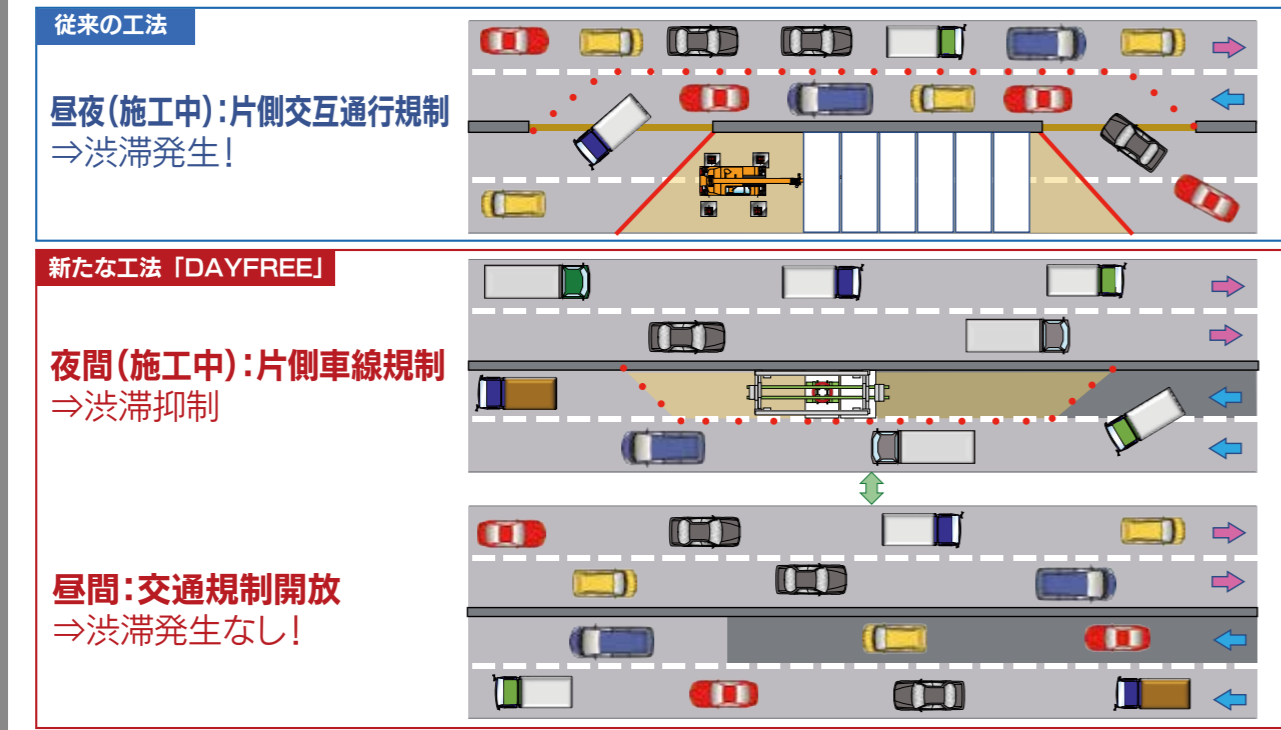 従来の工法
昼夜(施工中):片側交互通行規制
⇒渋滞発生!
新たな工法「DAYFREE」
夜間(施工中):片側車線規制
⇒渋滞抑制
昼間:交通規制開放
⇒渋滞発生なし!